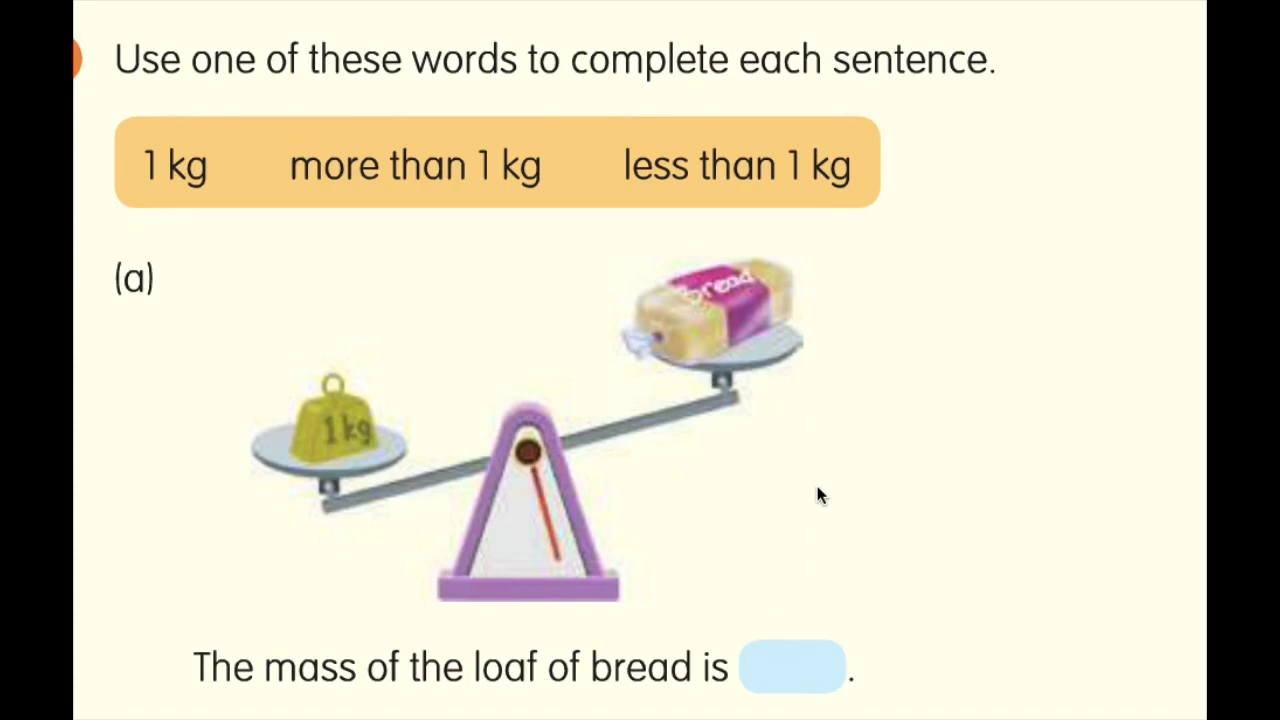 Use one of these words to complete each sentence.
1 kg more than 1 kg less than 1 kg
(a)
Bread
1 kg
The mass of the loaf of bread is .